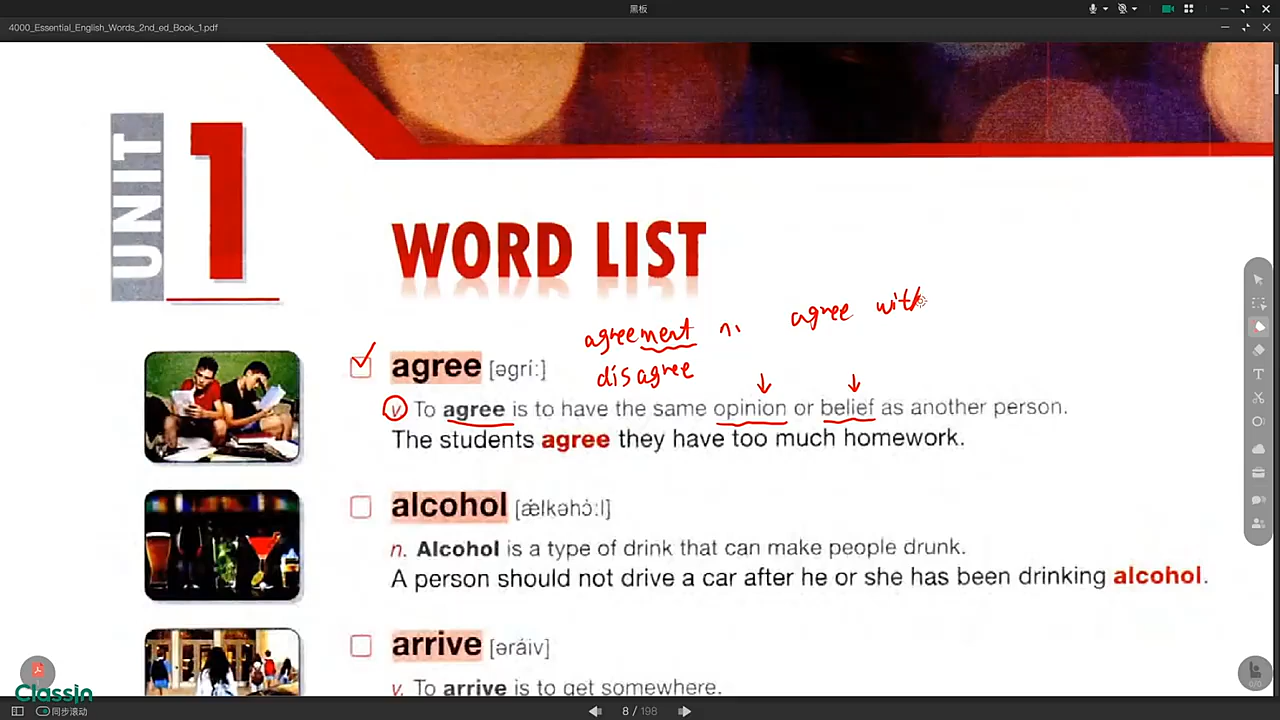 黑板
4000_Essential_English_Words_2nd_ed_Book_1.pdf
UNIT 1
WORD LIST
agreement n. agree with
disagree
agree [əgríː]
v To agree is to have the same opinion or belief as another person.
The students agree they have too much homework.
alcohol [ǽlkəhɔ̀ːl]
n. Alcohol is a type of drink that can make people drunk.
A person should not drive a car after he or she has been drinking alcohol.
arrive [əráiv]
v. To arrive is to get somewhere.
0/0
ClassIn
同步滚动
8 / 198